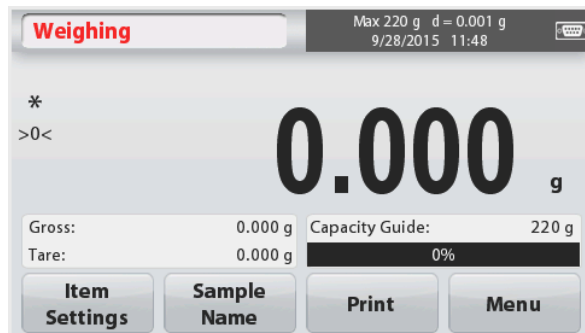 Weighing
Max 220 g d = 0.001 g
9/28/2015 11:48
*
>0<
0.000 g
Gross: 0.000 g
Tare: 0.000 g
Capacity Guide: 220 g
0%
Item
Settings
Sample
Name
Print
Menu